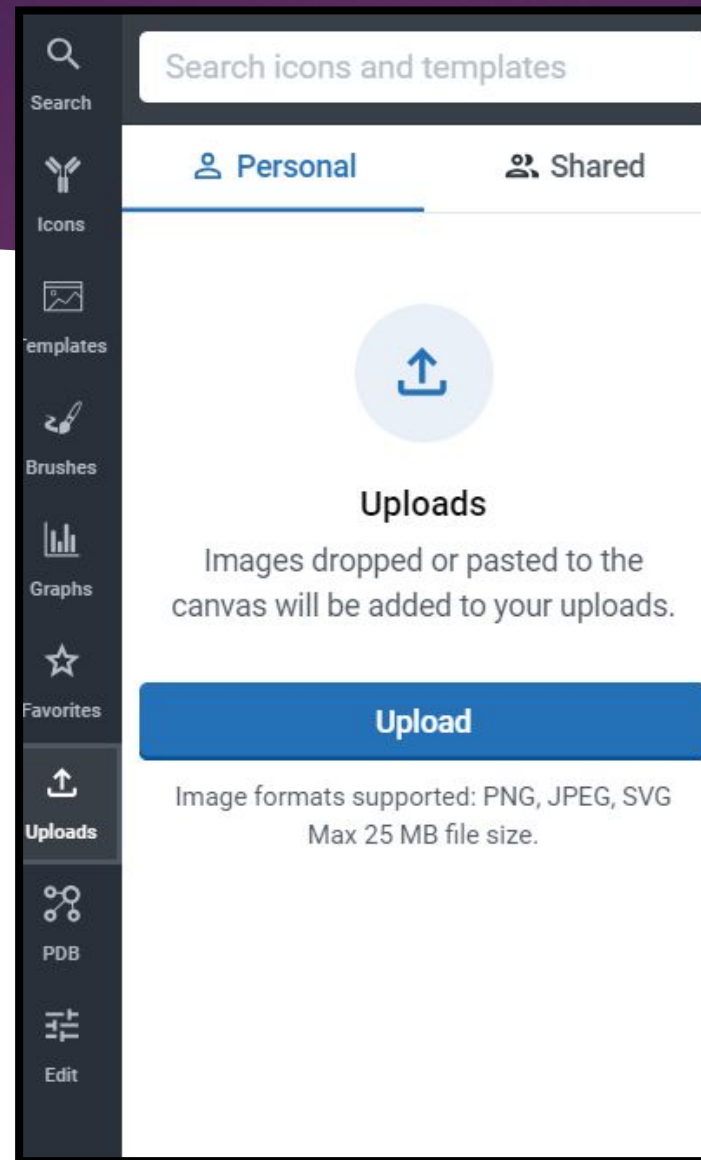 Search
Search icons and templates
Personal
Shared
Icons
Templates
Uploads
Images dropped or pasted to the
canvas will be added to your uploads.
Brushes
Graphs
Favorites
Upload
Uploads
Image formats supported: PNG, JPEG, SVG
Max 25 MB file size.
PDB
Edit